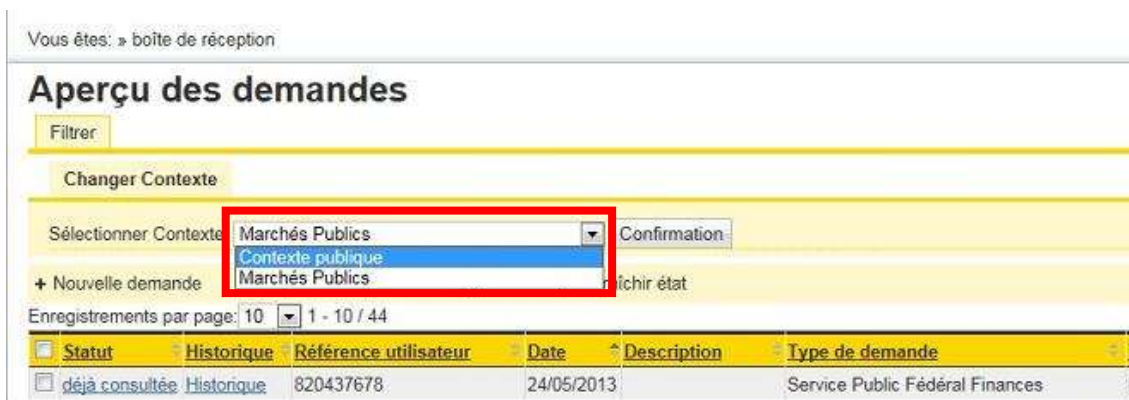 Vous êtes: » boîte de réception
Aperçu des demandes
Filtrer
Changer Contexte
Sélectionner Contexte Marchés Publics Confirmation
Contexte publique
+ Nouvelle demande Marchés Publics îchir état
Enregistrements par page: 10 1 - 10 / 44
Statut Historique Référence utilisateur Date Description Type de demande
déjà consultée Historique 820437678 24/05/2013 Service Public Fédéral Finances